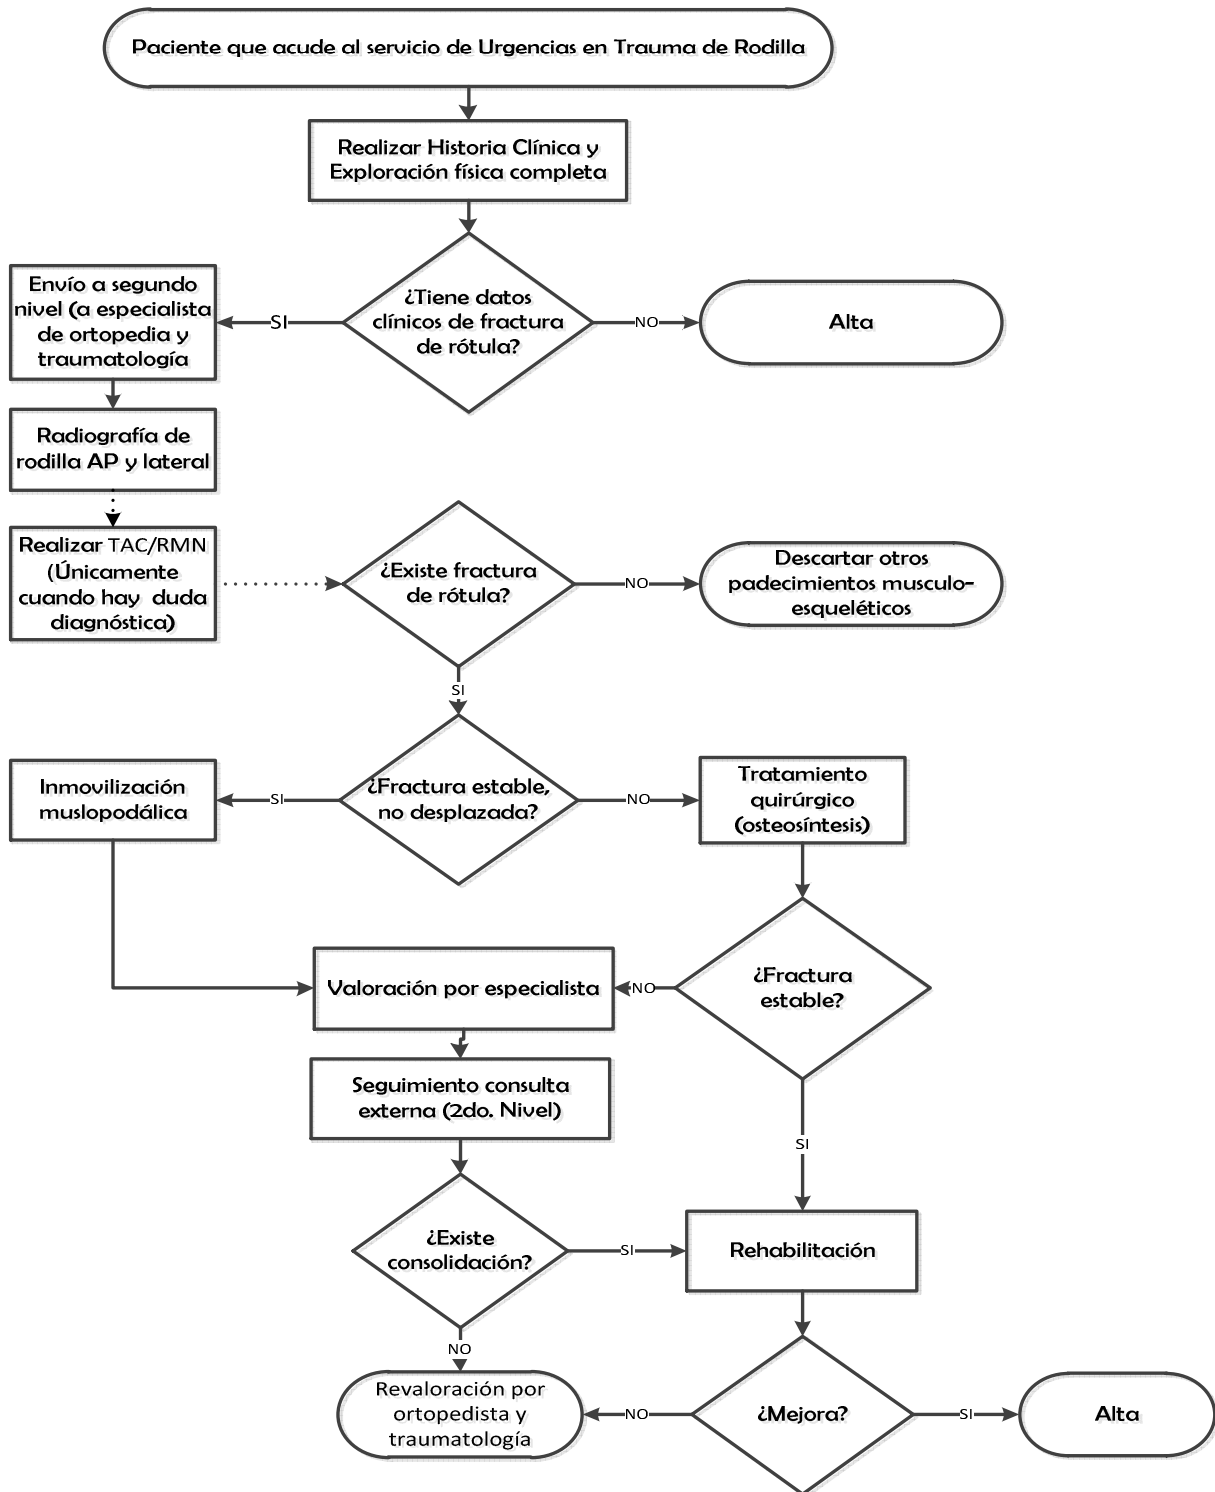 Paciente que acude al servicio de Urgencias en Trauma de Rodilla
Realizar Historia Clínica y
Exploración física completa
¿Tiene datos
clínicos de fractura
de rótula?
SI
NO
Envío a segundo
nivel (a especialista
de ortopedia y
traumatología
Alta
Radiografía de
rodilla AP y lateral
Realizar TAC/RMN
(Únicamente
cuando hay duda
diagnóstica)
¿Existe fractura
de rótula?
NO
Descartar otros
padecimientos musculo-
esqueléticos
SI
¿Fractura estable,
no desplazada?
SI
NO
Inmovilización
muslopodálica
Tratamiento
quirúrgico
(osteosíntesis)
¿Fractura
estable?
NO
Valoración por especialista
Seguimiento consulta
externa (2do. Nivel)
SI
¿Existe
consolidación?
SI
Rehabilitación
NO
Revaloración por
ortopedista y
traumatología
NO
¿Mejora?
SI
Alta